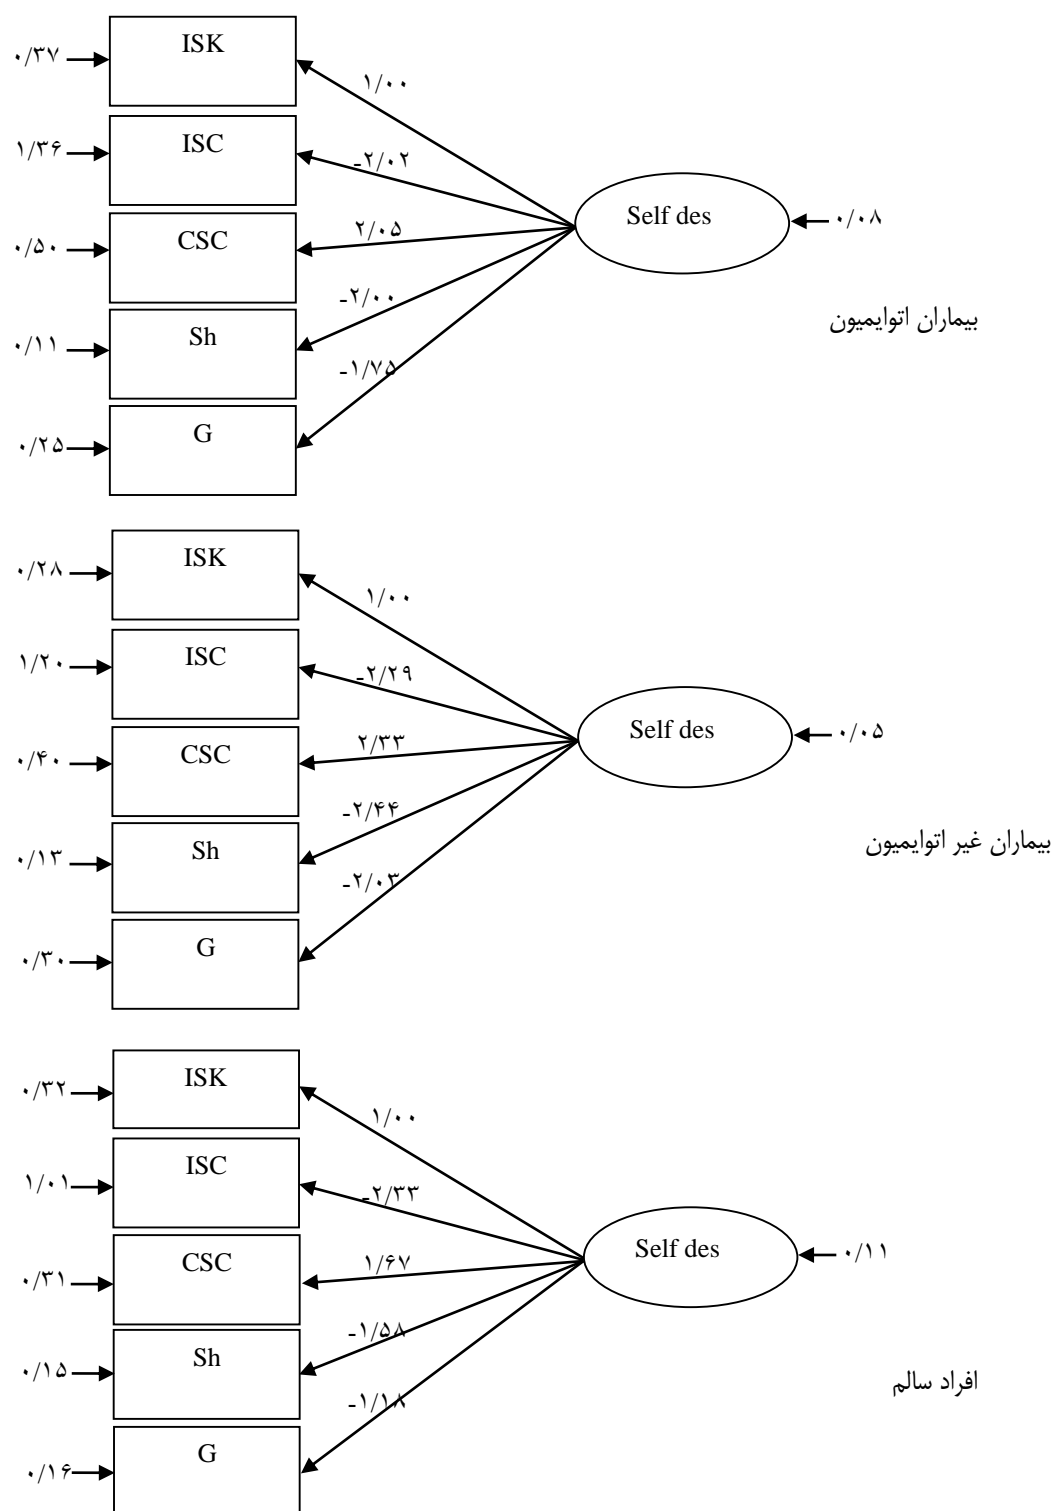 ISK
۰/۳۷
۱/۰۰
ISC
۱/۳۶
-۲/۰۲
Self des
۰/۰۸
CSC
۰/۵۰
۲/۰۵
-۲/۰۰
بیماران اتوایمیون
Sh
۰/۱۱
-۱/۷۵
G
۰/۲۵
ISK
۰/۲۸
۱/۰۰
ISC
۱/۲۰
-۲/۲۹
Self des
۰/۰۵
CSC
۰/۴۰
۲/۳۳
-۲/۴۴
بیماران غیر اتوایمیون
Sh
۰/۱۳
-۲/۰۳
G
۰/۳۰
ISK
۰/۳۲
۱/۰۰
ISC
۱/۰۱
-۲/۳۳
Self des
۰/۱۱
CSC
۰/۳۱
۱/۶۷
-۱/۵۸
Sh
۰/۱۵
افراد سالم
-۱/۱۸
G
۰/۱۶